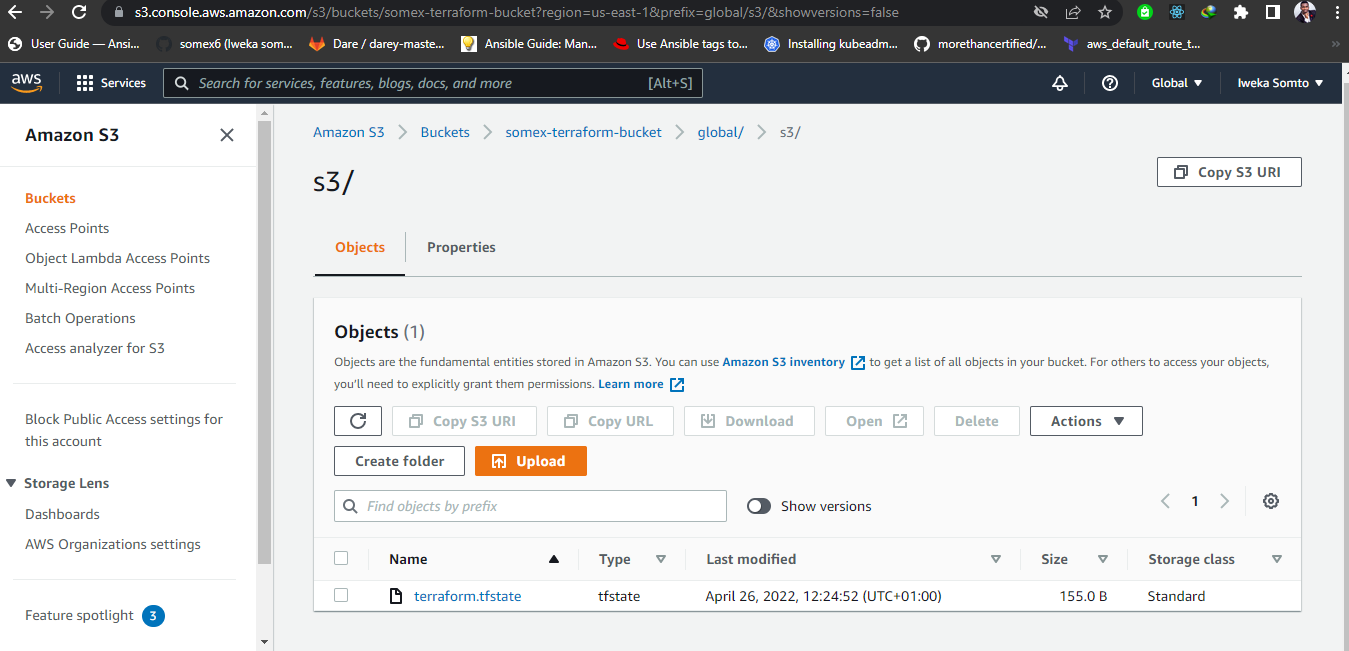 s3.console.aws.amazon.com/s3/buckets/somex-terraform-bucket?region=us-east-1&prefix=global/s3/&showversions=false
User Guide — Ansi... somex6 (Iweka som... Dare / darey-maste... Ansible Guide: Man... Use Ansible tags to... Installing kubeadm... morethancertified/... aws_default_route_t... »
aws Services Search for services, features, blogs, docs, and more [Alt+S] Global ▼ Iweka Somto ▼
Amazon S3
Buckets
Access Points
Object Lambda Access Points
Multi-Region Access Points
Batch Operations
Access analyzer for S3
Block Public Access settings for
this account
Storage Lens
Dashboards
AWS Organizations settings
Feature spotlight 3
Amazon S3 > Buckets > somex-terraform-bucket > global/ > s3/
s3/
Copy S3 URI
Objects Properties
Objects (1)
Objects are the fundamental entities stored in Amazon S3. You can use Amazon S3 inventory to get a list of all objects in your bucket. For others to access your objects,
you'll need to explicitly grant them permissions. Learn more
Copy S3 URI Copy URL Download Open Delete Actions ▼
Create folder Upload
Find objects by prefix Show versions < 1 >
Name Type Last modified Size Storage class
terraform.tfstate tfstate April 26, 2022, 12:24:52 (UTC+01:00) 155.0 B Standard